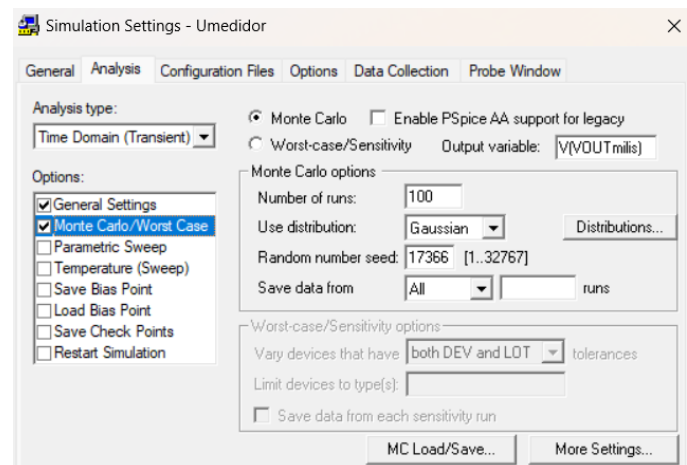 Simulation Settings - Umedidor
General Analysis Configuration Files Options Data Collection Probe Window
Analysis type:
Time Domain (Transient)
Options:
General Settings
Monte Carlo/Worst Case
Parametric Sweep
Temperature (Sweep)
Save Bias Point
Load Bias Point
Save Check Points
Restart Simulation
Monte Carlo Enable PSpice AA support for legacy
Worst-case/Sensitivity Output variable: V(VOUTmilis)
Monte Carlo options
Number of runs: 100
Use distribution: Gaussian Distributions...
Random number seed: 17366 [1..32767]
Save data from All runs
Worst-case/Sensitivity options
Vary devices that have both DEV and LOT tolerances
Limit devices to type(s):
Save data from each sensitivity run
MC Load/Save... More Settings...